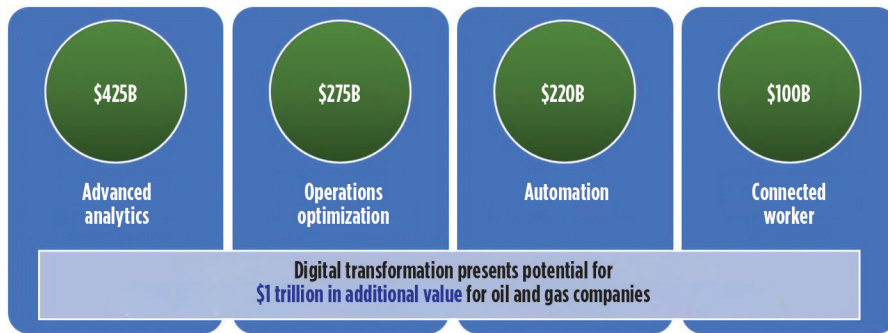 $425B
$275B
$220B
$100B
Advanced
analytics
Operations
optimization
Automation
Connected
worker
Digital transformation presents potential for
$1 trillion in additional value for oil and gas companies